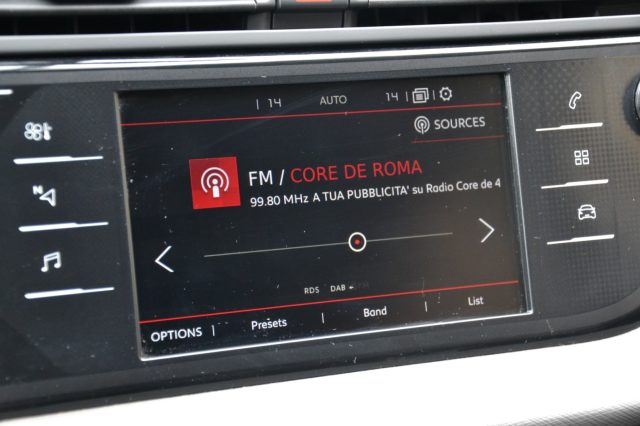 14 AUTO 14
SOURCES
FM / CORE DE ROMA
99.80 MHz A TUA PUBBLICITA' su Radio Core de 4
RDS DAB
OPTIONS Presets Band List
N